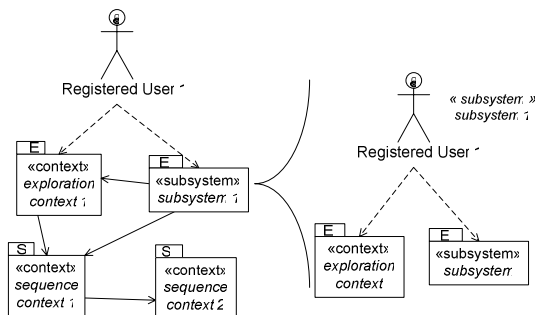 Registered User 1
E
«context»
exploration
context 1
E
«subsystem»
subsystem 1
S
«context»
sequence
context 1
S
«context»
sequence
context 2
« subsystem »
subsystem 1
Registered User 1
E
«context»
exploration
context
E
«subsystem»
subsystem